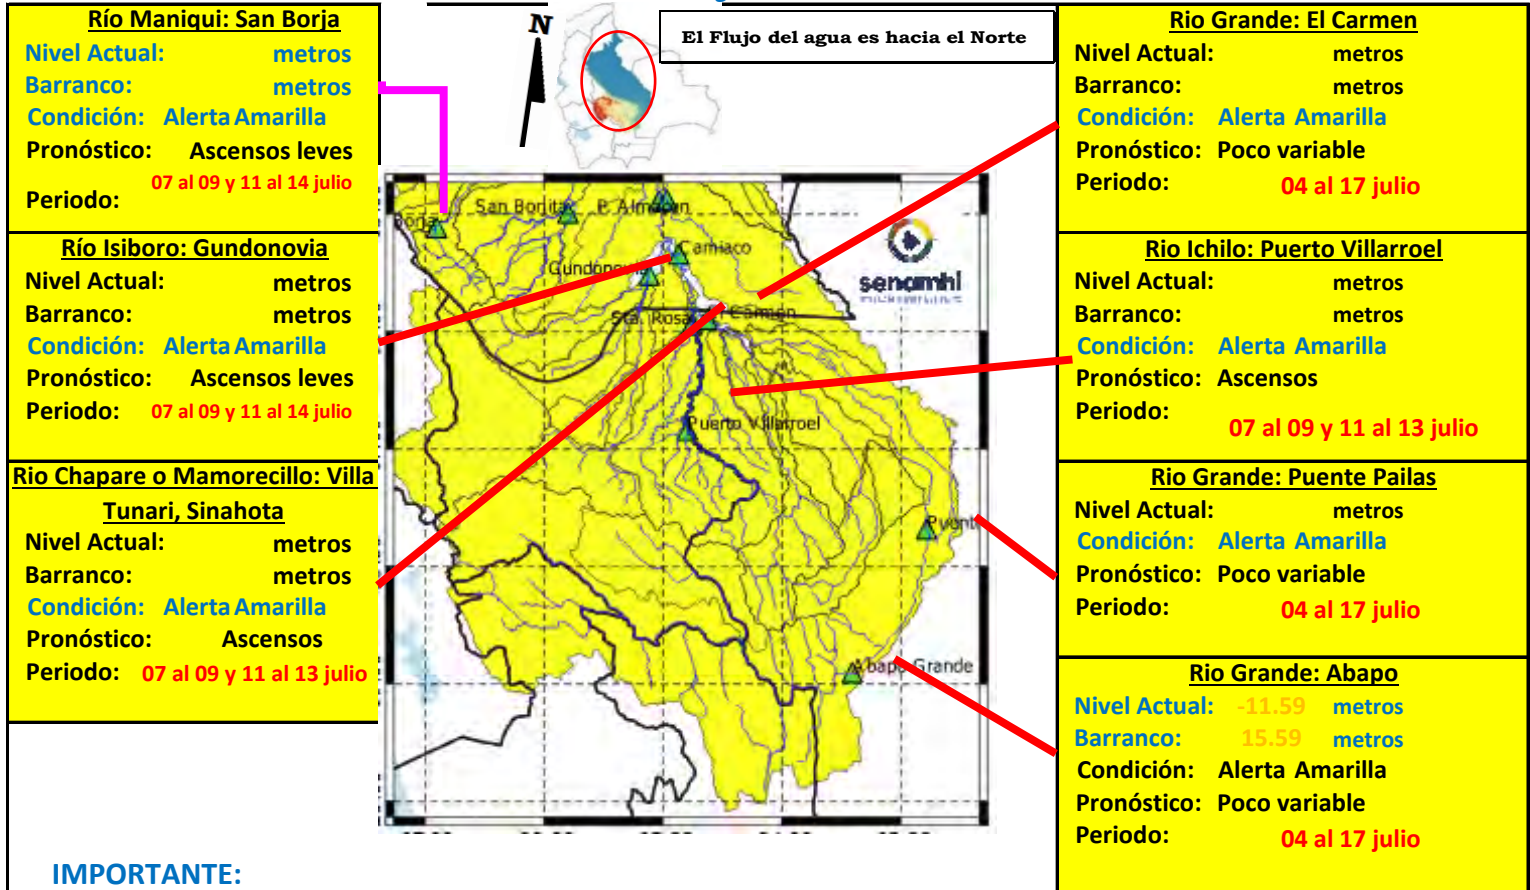 Río Maniqui: San Borja
Nivel Actual: metros
Barranco: metros
Condición: Alerta Amarilla
Pronóstico: Ascensos leves
07 al 09 y 11 al 14 julio
Periodo:
Río Isiboro: Gundonovia
Nivel Actual: metros
Barranco: metros
Condición: Alerta Amarilla
Pronóstico: Ascensos leves
Periodo: 07 al 09 y 11 al 14 julio
Rio Chapare o Mamorecillo: Villa
Tunari, Sinahota
Nivel Actual: metros
Barranco: metros
Condición: Alerta Amarilla
Pronóstico: Ascensos
Periodo: 07 al 09 y 11 al 13 julio
IMPORTANTE:
N
El Flujo del agua es hacia el Norte
Borja
San Bonita
P. Almacen
Camiaco
Gundonovia
senamhi
Sta. Rosa
Carmen
Puerto Villarroel
Puent
Abapo Grande
Rio Grande: El Carmen
Nivel Actual: metros
Barranco: metros
Condición: Alerta Amarilla
Pronóstico: Poco variable
Periodo: 04 al 17 julio
Rio Ichilo: Puerto Villarroel
Nivel Actual: metros
Barranco: metros
Condición: Alerta Amarilla
Pronóstico: Ascensos
Periodo:
07 al 09 y 11 al 13 julio
Rio Grande: Puente Pailas
Nivel Actual: metros
Condición: Alerta Amarilla
Pronóstico: Poco variable
Periodo: 04 al 17 julio
Rio Grande: Abapo
Nivel Actual: -11.59 metros
Barranco: 15.59 metros
Condición: Alerta Amarilla
Pronóstico: Poco variable
Periodo: 04 al 17 julio